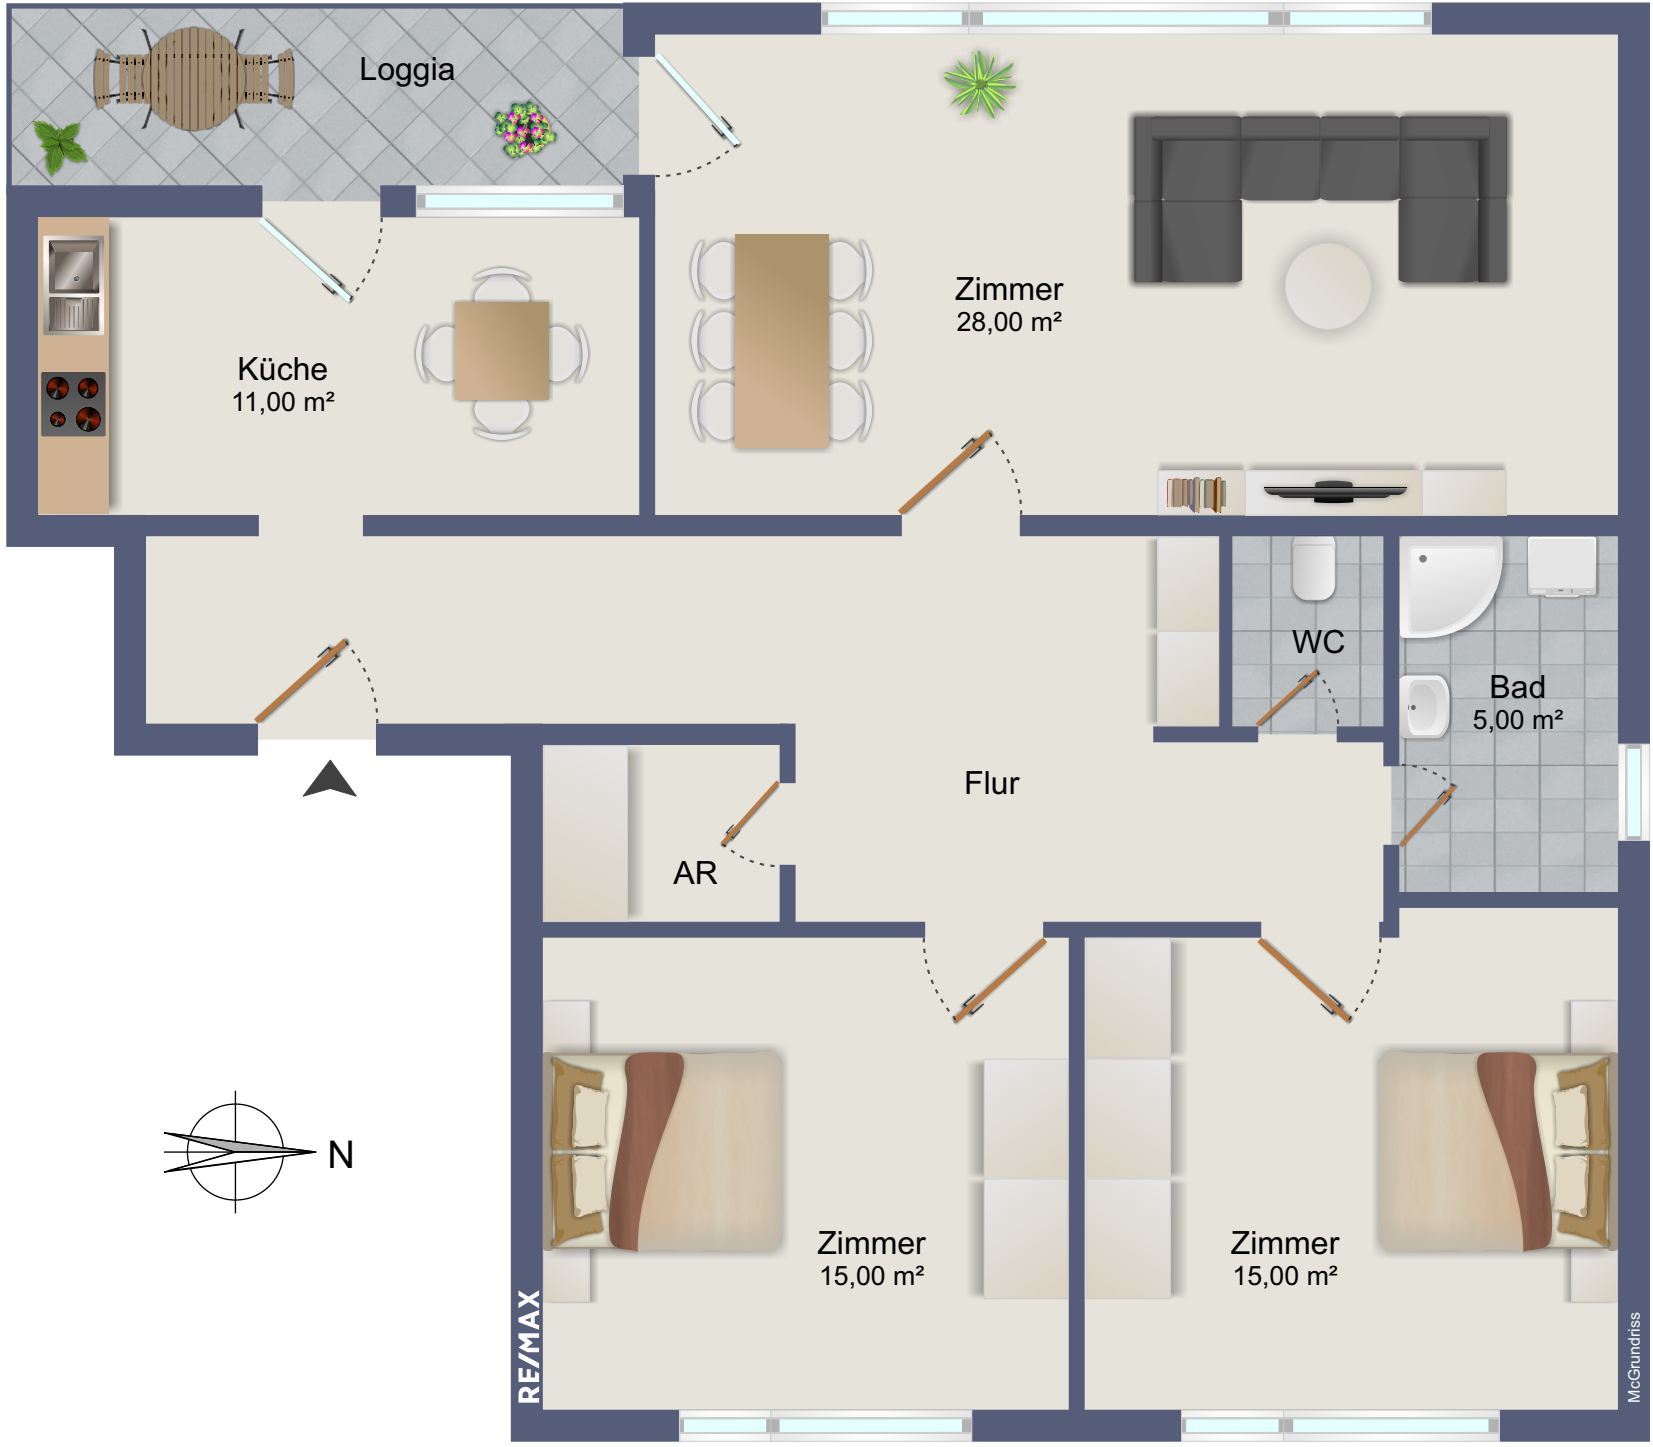 Loggia
Zimmer
28,00 m²
Küche
11,00 m²
WC
Bad
5,00 m²
Flur
AR
N
Zimmer
15,00 m²
Zimmer
15,00 m²
RE/MAX
McGrundriss